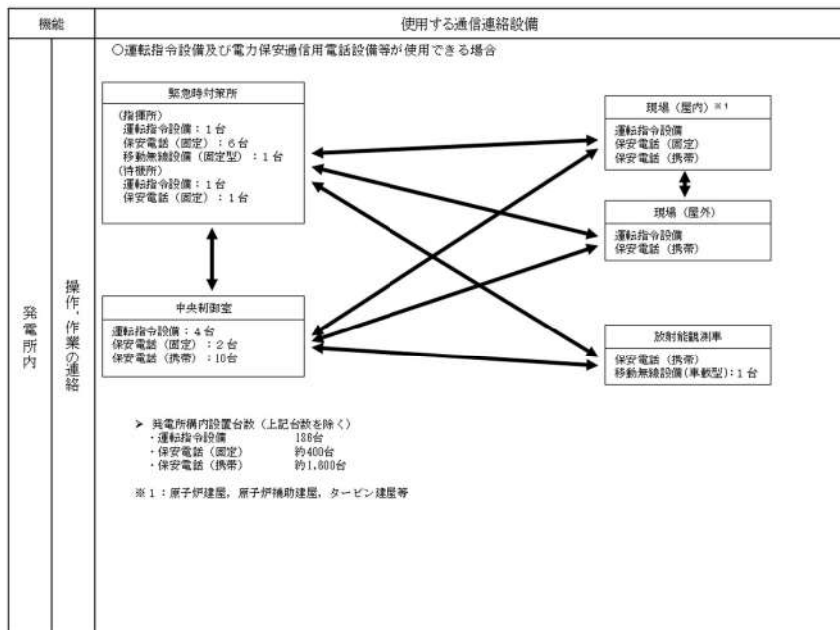 機能
使用する通信連絡設備
発電所内
操作，作業の連絡
○運転指令設備及び電力保安通信用電話設備等が使用できる場合
緊急時対策所
(指揮所)
運転指令設備：1台
保安電話（固定）：6台
移動無線設備（固定型）：1台
(待機所)
運転指令設備：1台
保安電話（固定）：1台
現場（屋内）※1
運転指令設備
保安電話（固定）
保安電話（携帯）
現場（屋外）
運転指令設備
保安電話（携帯）
中央制御室
運転指令設備：4台
保安電話（固定）：2台
保安電話（携帯）：10台
放射能観測車
保安電話（携帯）
移動無線設備(車載型)：1台
➤ 発電所構内設置台数（上記台数を除く）
・運転指令設備 186台
・保安電話（固定） 約400台
・保安電話（携帯） 約1,600台
※1：原子炉建屋，原子炉補助建屋，タービン建屋等